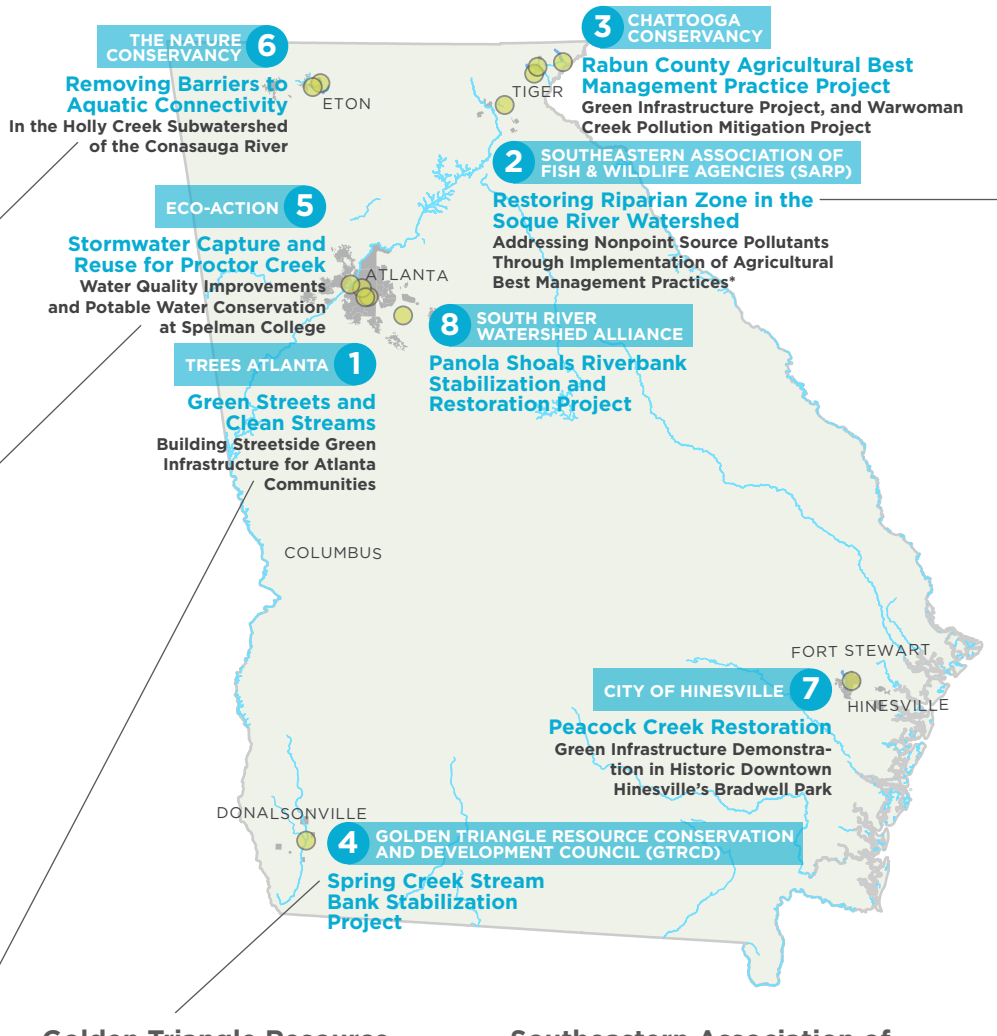 THE NATURE
CONSERVANCY
6
Removing Barriers to
Aquatic Connectivity
In the Holly Creek Subwatershed
of the Conasauga River
ETON
3
CHATTOOGA
CONSERVANCY
Rabun County Agricultural Best
Management Practice Project
Green Infrastructure Project, and Warwoman
Creek Pollution Mitigation Project
TIGER
2
SOUTHEASTERN ASSOCIATION OF
FISH & WILDLIFE AGENCIES (SARP)
Restoring Riparian Zone in the
Soque River Watershed
Addressing Nonpoint Source Pollutants
Through Implementation of Agricultural
Best Management Practices*
ECO-ACTION
5
Stormwater Capture and
Reuse for Proctor Creek
Water Quality Improvements
and Potable Water Conservation
at Spelman College
ATLANTA
8
SOUTH RIVER
WATERSHED ALLIANCE
Panola Shoals Riverbank
Stabilization and
Restoration Project
TREES ATLANTA
1
Green Streets and
Clean Streams
Building Streetside Green
Infrastructure for Atlanta
Communities
COLUMBUS
FORT STEWART
CITY OF HINESVILLE
7
HINESVILLE
Peacock Creek Restoration
Green Infrastructure Demonstra-
tion in Historic Downtown
Hinesville's Bradwell Park
DONALSONVILLE
4
GOLDEN TRIANGLE RESOURCE CONSERVATION
AND DEVELOPMENT COUNCIL (GTRCD)
Spring Creek Stream
Bank Stabilization
Project
Golden Triangle Resource
Southeastern Association of